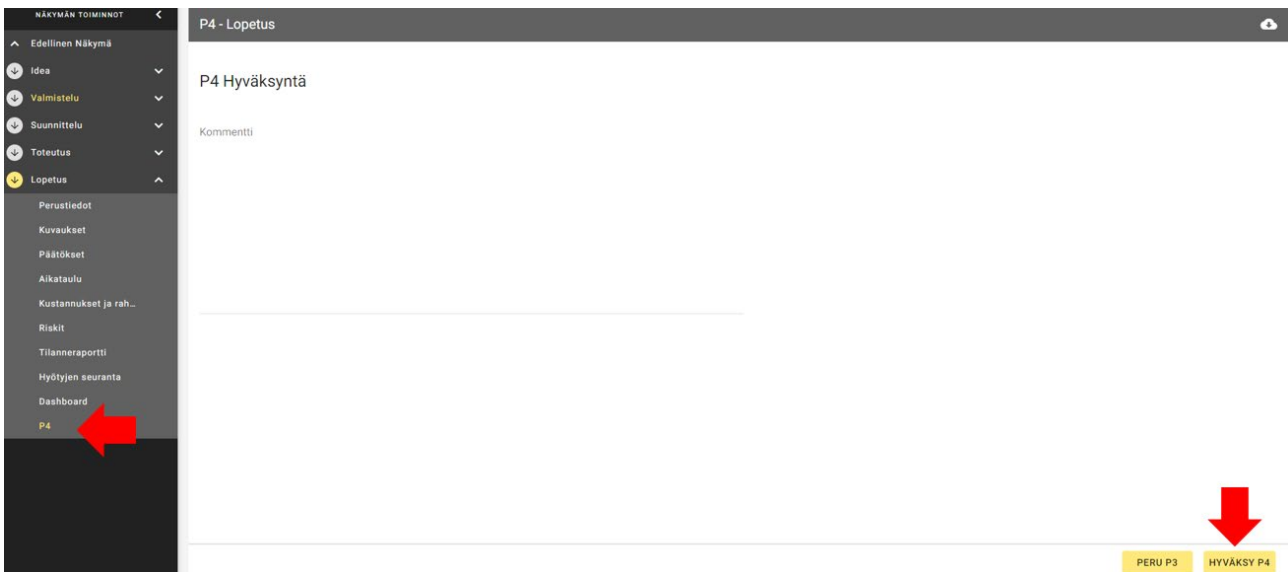 NÄKYMÄN TOIMINNOT
Edellinen Näkymä
Idea
Valmistelu
Suunnittelu
Toteutus
Lopetus
Perustiedot
Kuvaukset
Päätökset
Aikataulu
Kustannukset ja rah...
Riskit
Tilanneraportti
Hyötyjen seuranta
Dashboard
P4
P4 - Lopetus
P4 Hyväksyntä
Kommentti
PERU P3
HYVÄKSY P4